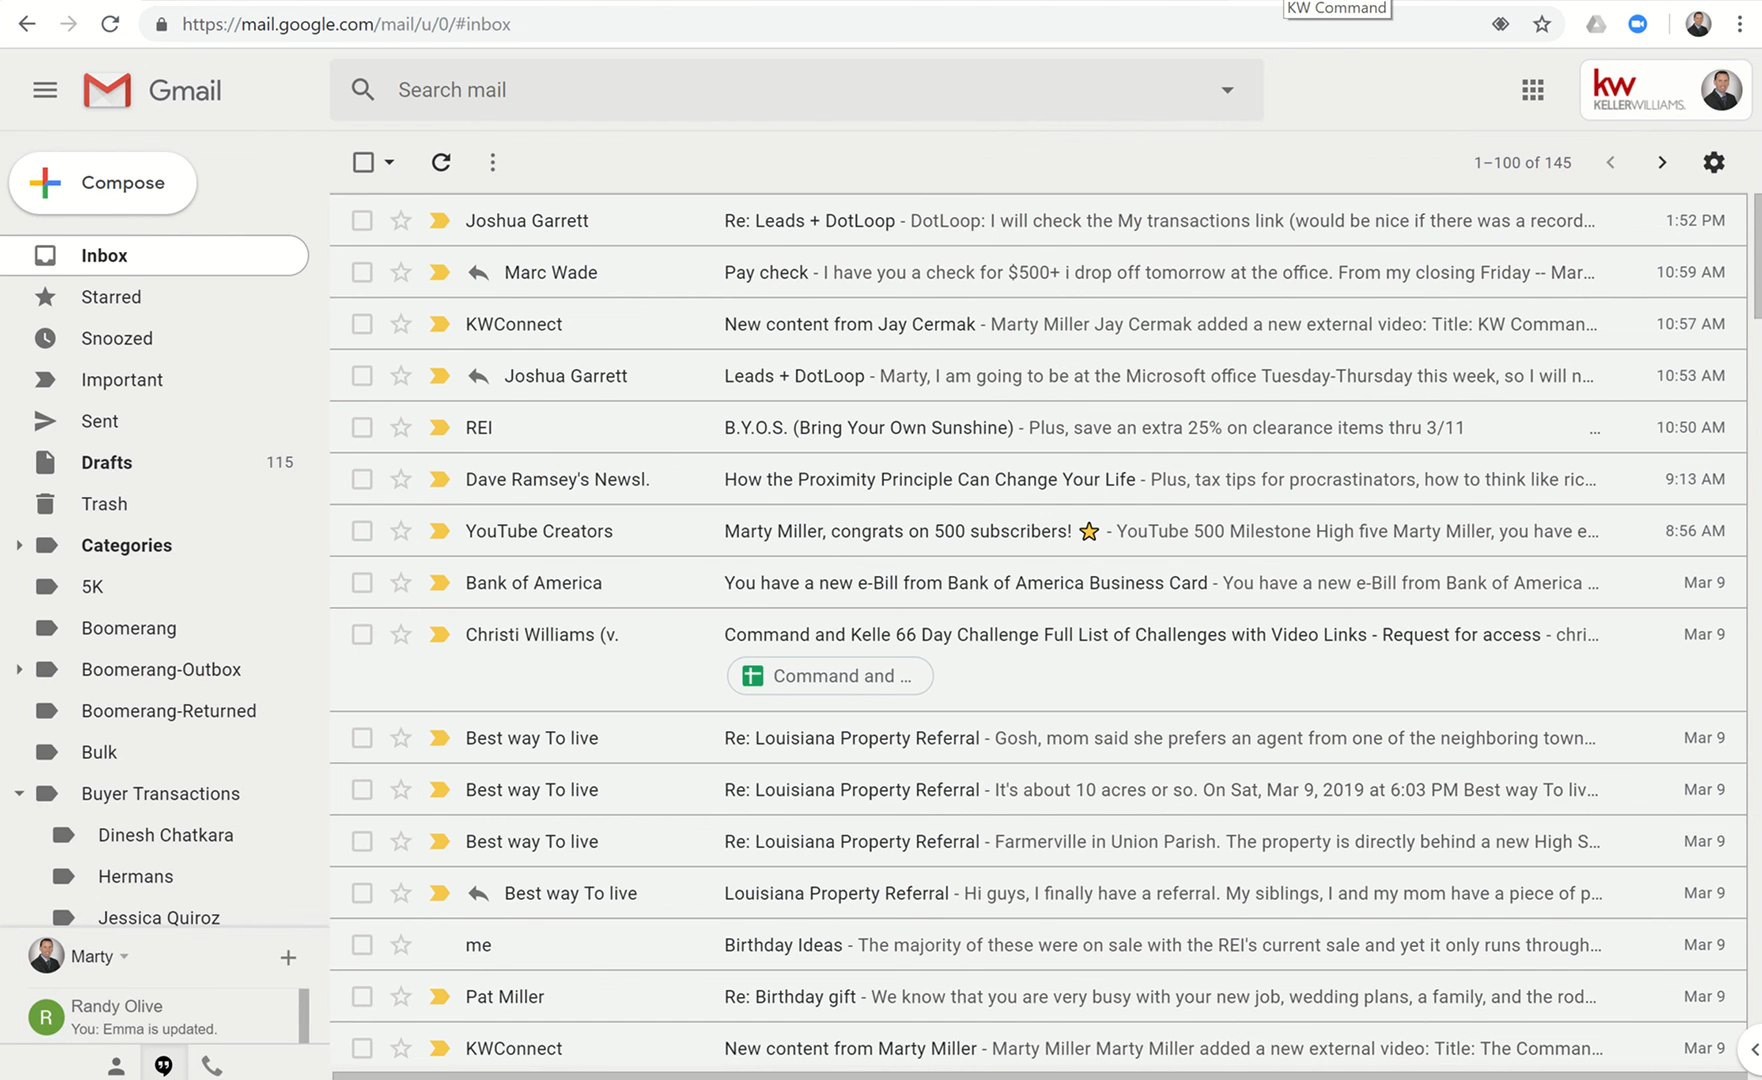 KW Command
https://mail.google.com/mail/u/0/#inbox
Gmail
Search mail
kw
KELLERWILLIAMS.
Compose
1–100 of 145
Inbox
Starred
Snoozed
Important
Sent
Drafts 115
Trash
Categories
5K
Boomerang
Boomerang-Outbox
Boomerang-Returned
Bulk
Buyer Transactions
Dinesh Chatkara
Hermans
Jessica Quiroz
Marty
R
Randy Olive
You: Emma is updated.
Joshua Garrett Re: Leads + DotLoop - DotLoop: I will check the My transactions link (would be nice if there was a record... 1:52 PM
Marc Wade Pay check - I have you a check for $500+ i drop off tomorrow at the office. From my closing Friday -- Mar... 10:59 AM
KWConnect New content from Jay Cermak - Marty Miller Jay Cermak added a new external video: Title: KW Comman... 10:57 AM
Joshua Garrett Leads + DotLoop - Marty, I am going to be at the Microsoft office Tuesday-Thursday this week, so I will n... 10:53 AM
REI B.Y.O.S. (Bring Your Own Sunshine) - Plus, save an extra 25% on clearance items thru 3/11 ... 10:50 AM
Dave Ramsey's Newsl. How the Proximity Principle Can Change Your Life - Plus, tax tips for procrastinators, how to think like ric... 9:13 AM
YouTube Creators Marty Miller, congrats on 500 subscribers! ⭐ - YouTube 500 Milestone High five Marty Miller, you have e... 8:56 AM
Bank of America You have a new e-Bill from Bank of America Business Card - You have a new e-Bill from Bank of America ... Mar 9
Christi Williams (v. Command and Kelle 66 Day Challenge Full List of Challenges with Video Links - Request for access - chri... Mar 9
Command and ...
Best way To live Re: Louisiana Property Referral - Gosh, mom said she prefers an agent from one of the neighboring town... Mar 9
Best way To live Re: Louisiana Property Referral - It's about 10 acres or so. On Sat, Mar 9, 2019 at 6:03 PM Best way To liv... Mar 9
Best way To live Re: Louisiana Property Referral - Farmerville in Union Parish. The property is directly behind a new High S... Mar 9
Best way To live Louisiana Property Referral - Hi guys, I finally have a referral. My siblings, I and my mom have a piece of p... Mar 9
me Birthday Ideas - The majority of these were on sale with the REI's current sale and yet it only runs through... Mar 9
Pat Miller Re: Birthday gift - We know that you are very busy with your new job, wedding plans, a family, and the rod... Mar 9
KWConnect New content from Marty Miller - Marty Miller Marty Miller added a new external video: Title: The Comman... Mar 9